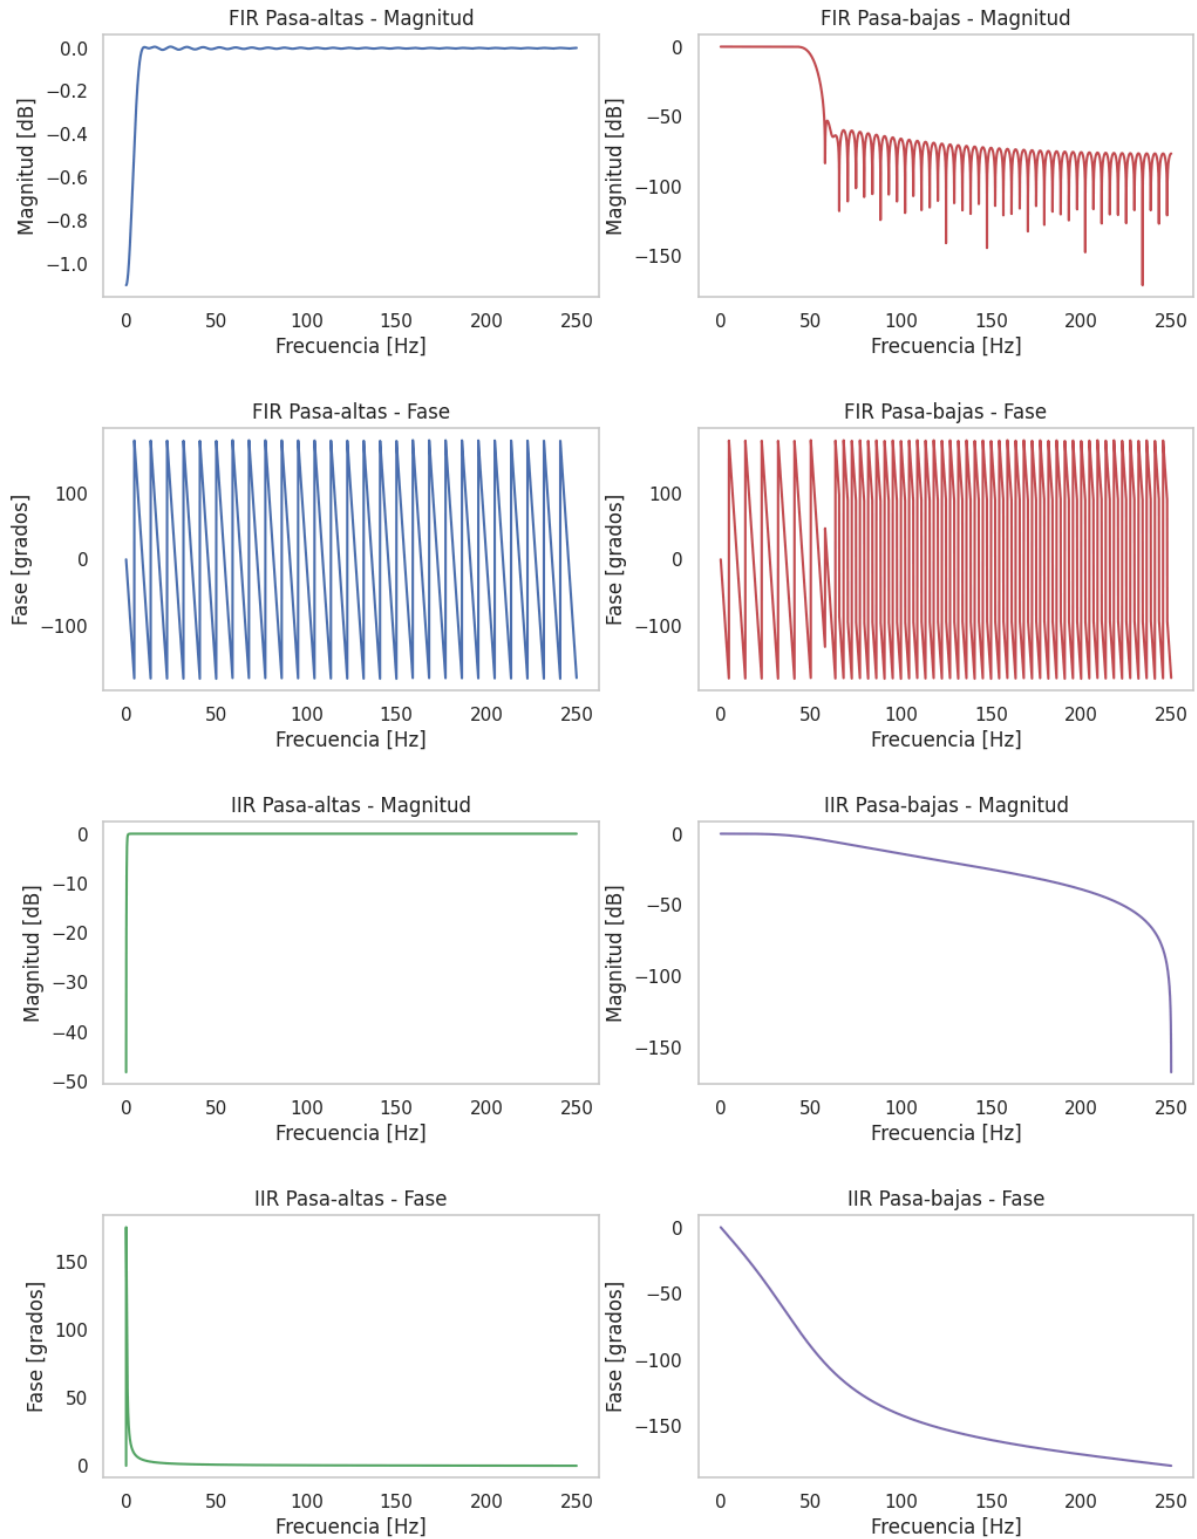 FIR Pasa-altas - Magnitud
0.0
−0.2
−0.4
−0.6
−0.8
−1.0
Magnitud [dB]
0 50 100 150 200 250
Frecuencia [Hz]
FIR Pasa-bajas - Magnitud
0
−50
−100
−150
Magnitud [dB]
0 50 100 150 200 250
Frecuencia [Hz]
FIR Pasa-altas - Fase
100
0
−100
Fase [grados]
0 50 100 150 200 250
Frecuencia [Hz]
FIR Pasa-bajas - Fase
100
0
−100
Fase [grados]
0 50 100 150 200 250
Frecuencia [Hz]
IIR Pasa-altas - Magnitud
0
−10
−20
−30
−40
−50
Magnitud [dB]
0 50 100 150 200 250
Frecuencia [Hz]
IIR Pasa-bajas - Magnitud
0
−50
−100
−150
Magnitud [dB]
0 50 100 150 200 250
Frecuencia [Hz]
IIR Pasa-altas - Fase
150
100
50
0
Fase [grados]
0 50 100 150 200 250
Frecuencia [Hz]
IIR Pasa-bajas - Fase
0
−50
−100
−150
Fase [grados]
0 50 100 150 200 250
Frecuencia [Hz]